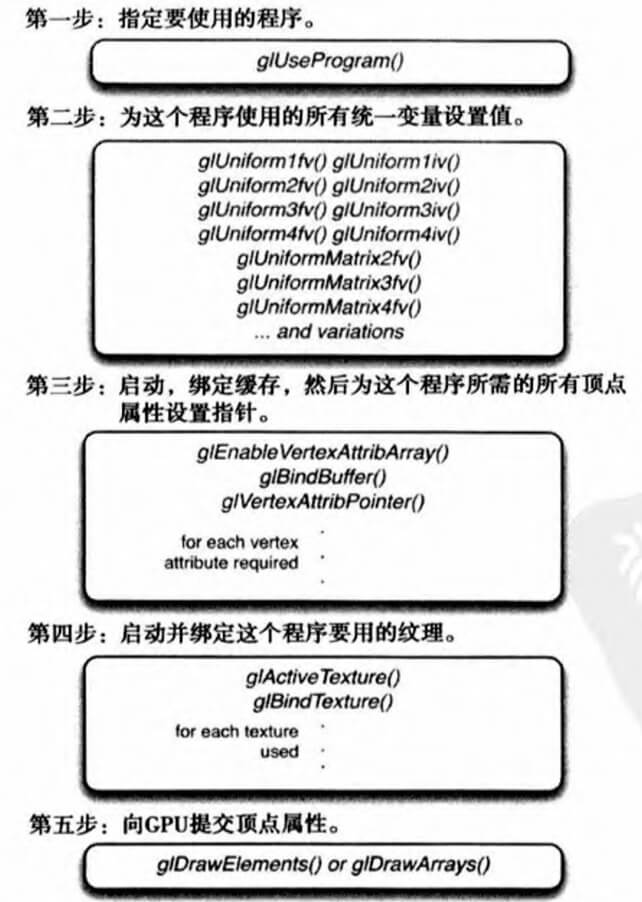 第一步：指定要使用的程序。
glUseProgram()
第二步：为这个程序使用的所有统一变量设置值。
glUniform1fv() glUniform1iv()
glUniform2fv() glUniform2iv()
glUniform3fv() glUniform3iv()
glUniform4fv() glUniform4iv()
glUniformMatrix2fv()
glUniformMatrix3fv()
glUniformMatrix4fv()
... and variations
第三步：启动，绑定缓存，然后为这个程序所需的所有顶点
属性设置指针。
glEnableVertexAttribArray()
glBindBuffer()
glVertexAttribPointer()
for each vertex
attribute required
第四步：启动并绑定这个程序要用的纹理。
glActiveTexture()
glBindTexture()
for each texture
used
第五步：向GPU提交顶点属性。
glDrawElements() or glDrawArrays()